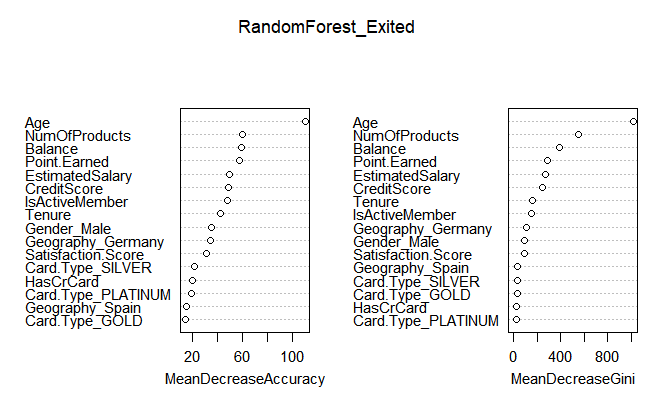 RandomForest_Exited
Age
NumOfProducts
Balance
Point.Earned
EstimatedSalary
CreditScore
IsActiveMember
Tenure
Gender_Male
Geography_Germany
Satisfaction.Score
Card.Type_SILVER
HasCrCard
Card.Type_PLATINUM
Geography_Spain
Card.Type_GOLD
20 60 100
MeanDecreaseAccuracy
Age
NumOfProducts
Balance
Point.Earned
EstimatedSalary
CreditScore
Tenure
IsActiveMember
Geography_Germany
Gender_Male
Satisfaction.Score
Geography_Spain
Card.Type_SILVER
Card.Type_GOLD
HasCrCard
Card.Type_PLATINUM
0 400 800
MeanDecreaseGini